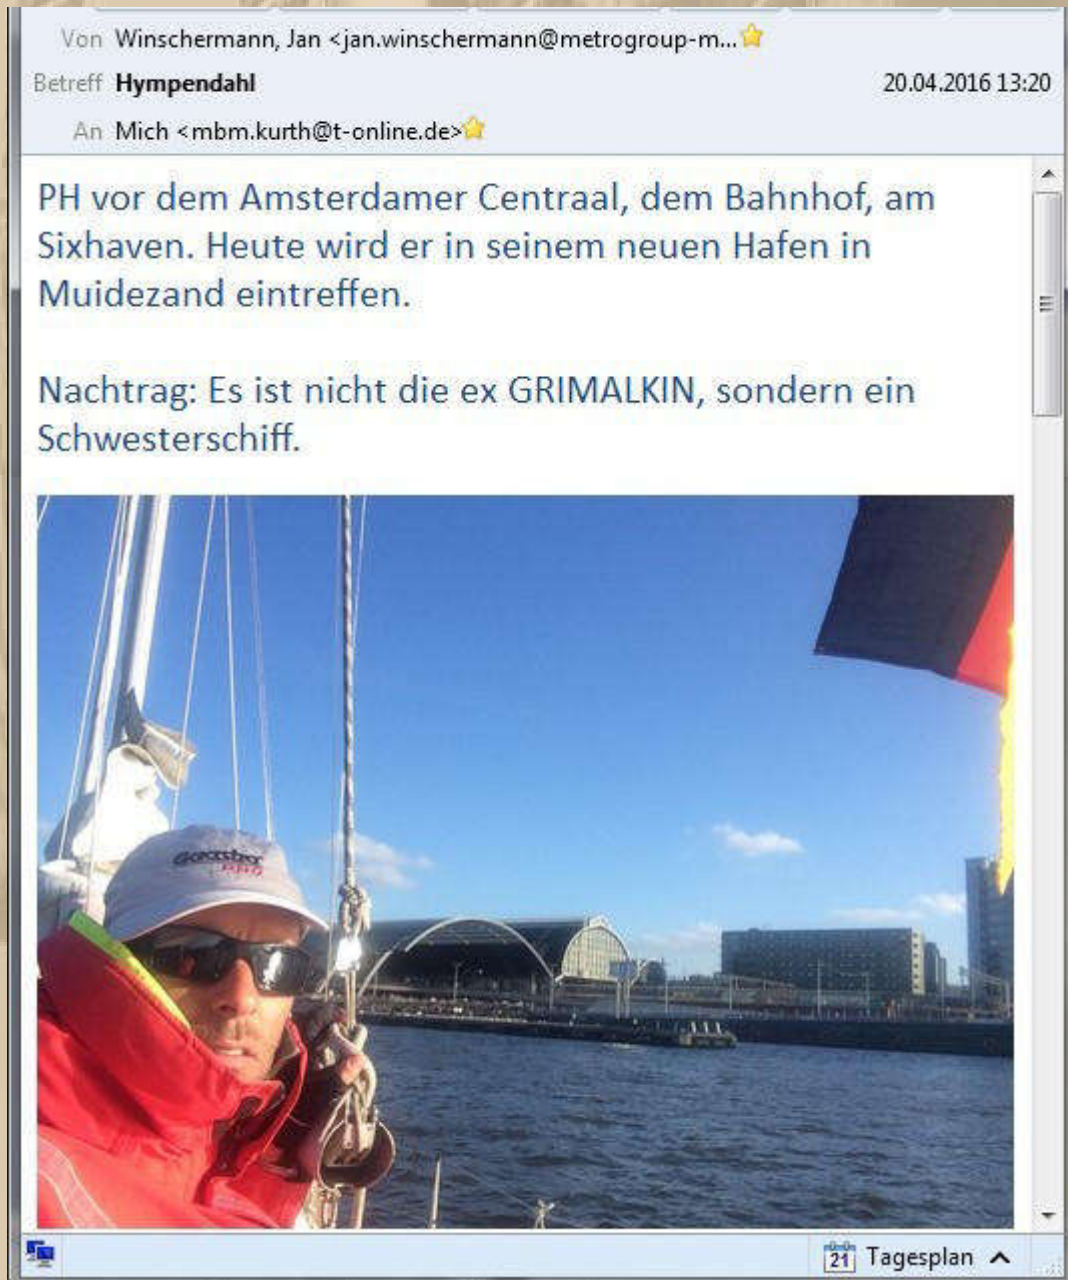 Von Winschermann, Jan <jan.winschermann@metrogroup-m...
Betreff Hympendahl 20.04.2016 13:20
An Mich <mbm.kurth@t-online.de>
PH vor dem Amsterdamer Centraal, dem Bahnhof, am
Sixhaven. Heute wird er in seinem neuen Hafen in
Muidezand eintreffen.
Nachtrag: Es ist nicht die ex GRIMALKIN, sondern ein
Schwesterschiff.
21 Tagesplan